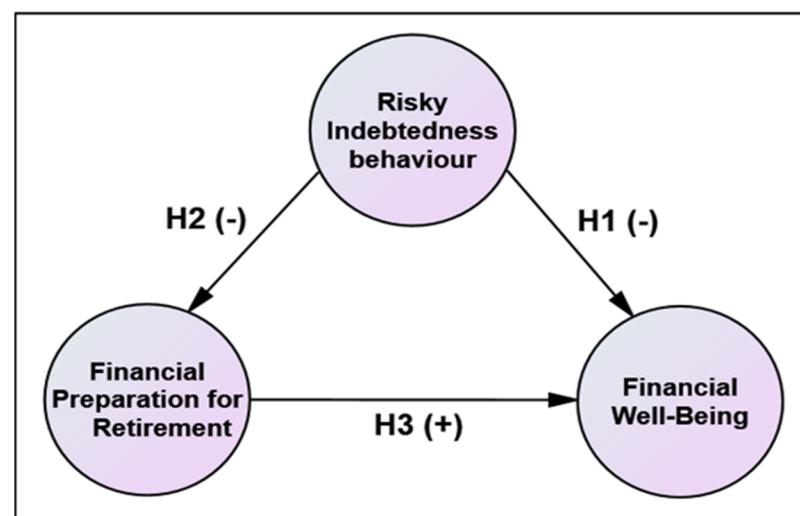 Risky
Indebtedness
behaviour
H2 (-)
H1 (-)
Financial
Preparation for
Retirement
H3 (+)
Financial
Well-Being